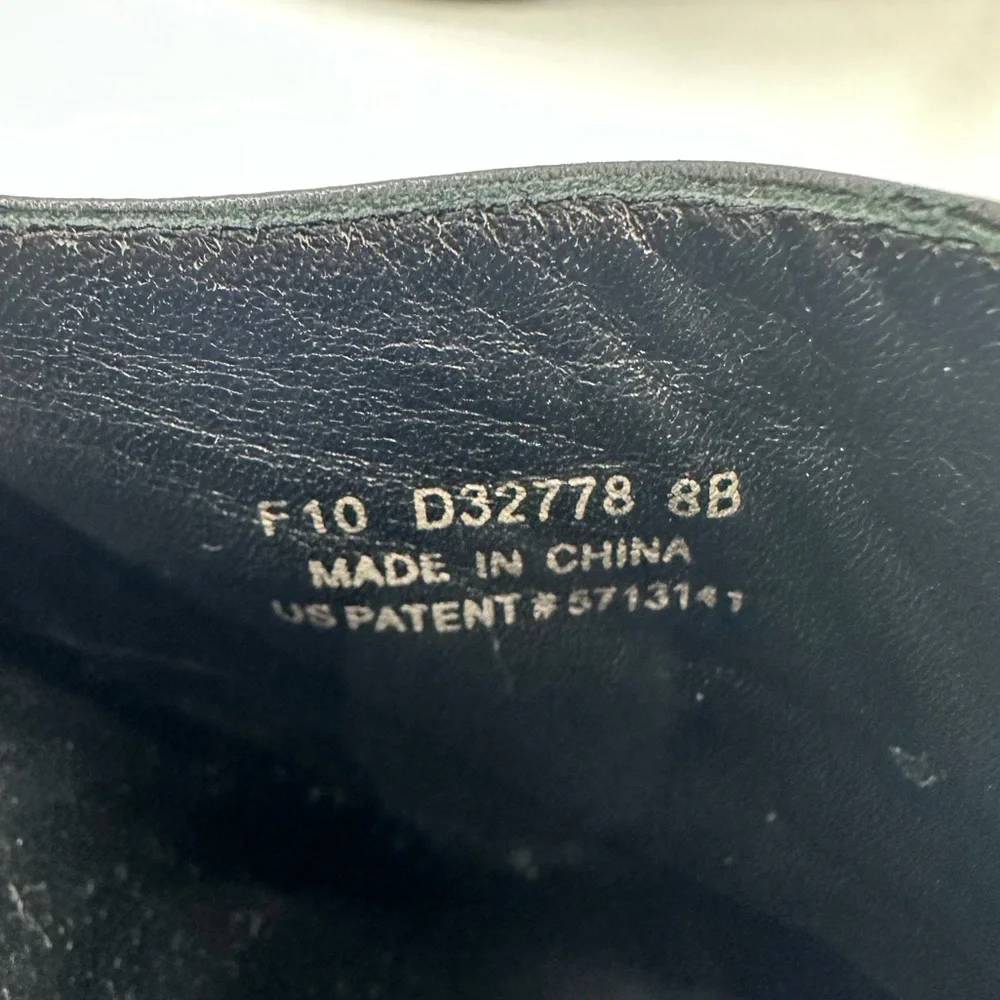 F10 D32778 8B
MADE IN CHINA
US PATENT # 5713141